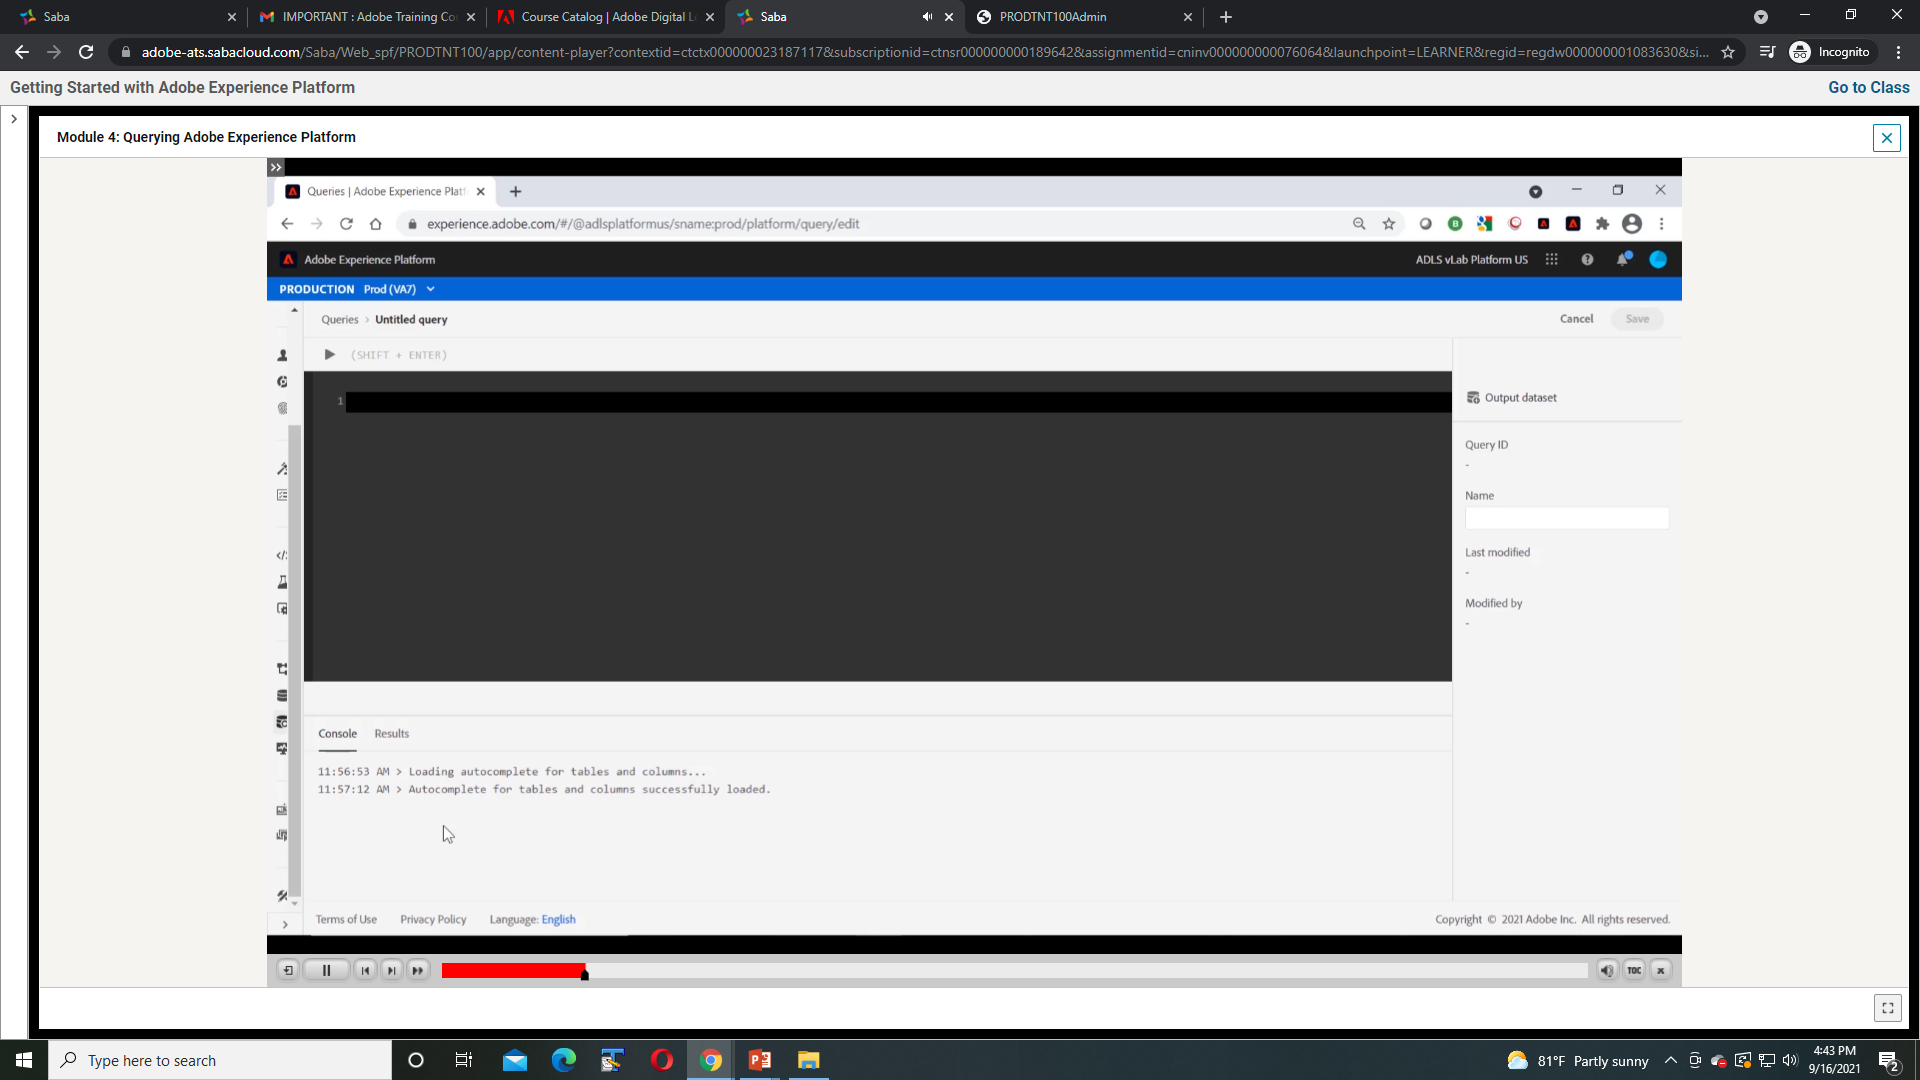 Saba
IMPORTANT : Adobe Training Co
Course Catalog | Adobe Digital L
Saba
PRODTNT100Admin
adobe-ats.sabacloud.com/Saba/Web_spf/PRODTNT100/app/content-player?contextid=ctctx000000023187117&subscriptionid=ctnsr000000000189642&assignmentid=cninv000000000076064&launchpoint=LEARNER&regid=regdw000000001083630&si...
Incognito
Getting Started with Adobe Experience Platform
Go to Class
Module 4: Querying Adobe Experience Platform
Queries | Adobe Experience Platf
experience.adobe.com/#/@adlsplatformus/sname:prod/platform/query/edit
Adobe Experience Platform
ADLS vLab Platform US
PRODUCTION Prod (VA7)
Queries > Untitled query
Cancel
Save
(SHIFT + ENTER)
1
Output dataset
Query ID
-
Name
Last modified
-
Modified by
-
Console
Results
11:56:53 AM > Loading autocomplete for tables and columns...
11:57:12 AM > Autocomplete for tables and columns successfully loaded.
Terms of Use
Privacy Policy
Language: English
Copyright © 2021 Adobe Inc. All rights reserved.
TOC
Type here to search
81°F Partly sunny
4:43 PM
9/16/2021
2